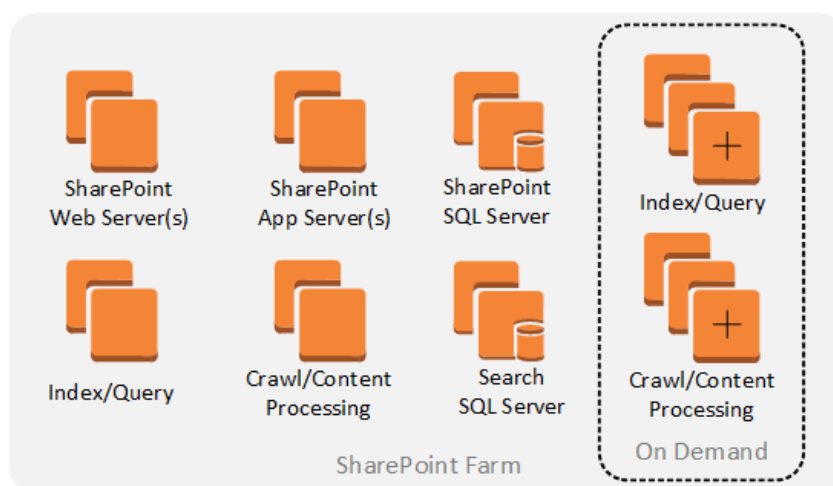 SharePoint
Web Server(s)
SharePoint
App Server(s)
SharePoint
SQL Server
Index/Query
Index/Query
Crawl/Content
Processing
Search
SQL Server
Crawl/Content
Processing
On Demand
SharePoint Farm